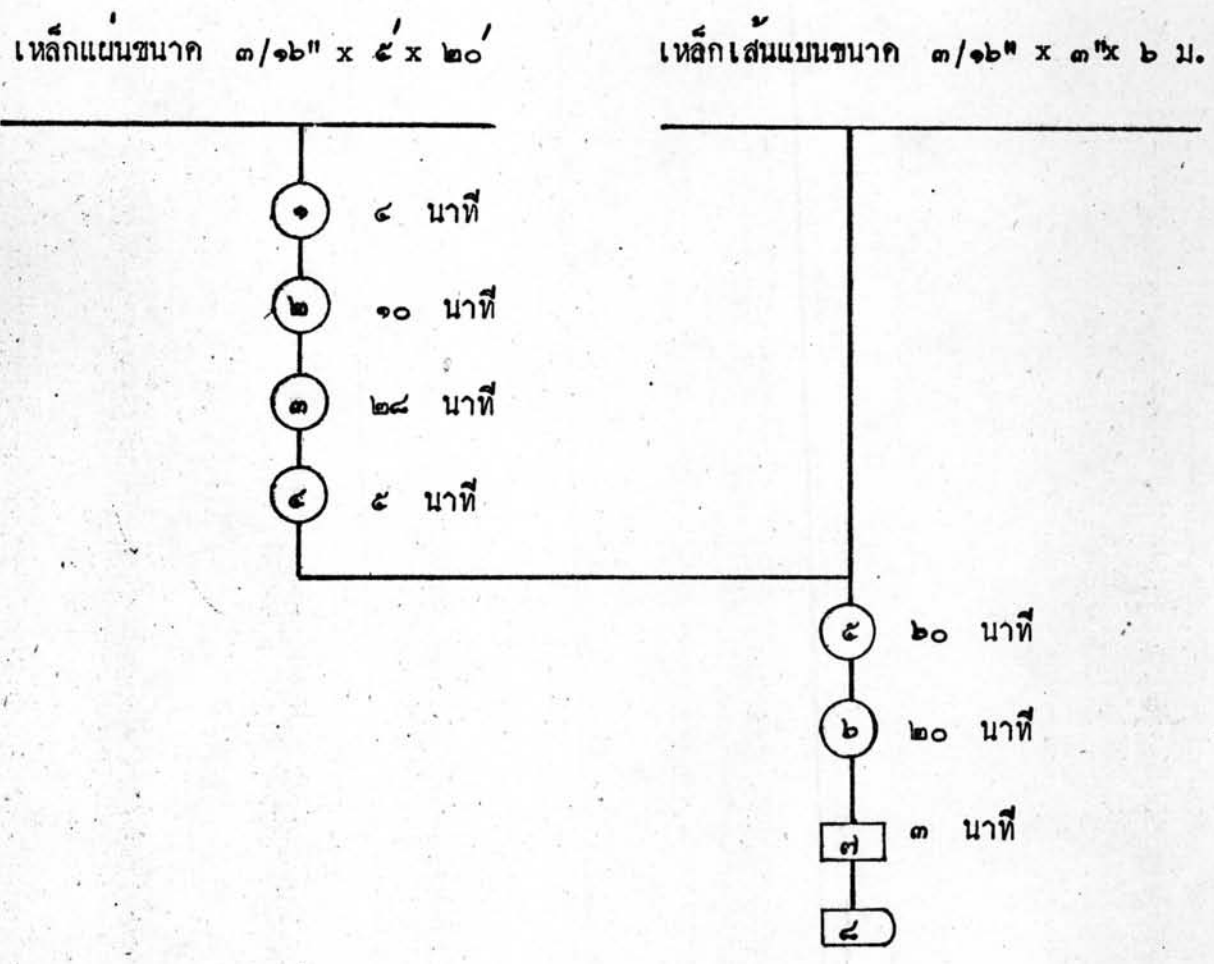 เหล็กแผ่นขนาด ๓/๑๖" x ๕' x ๒๐'
เหล็กเส้นแบนขนาด ๓/๑๖" x ๓" x ๖ ม.
๑ ๔ นาที
๒ ๑๐ นาที
๓ ๒๘ นาที
๔ ๕ นาที
๕ ๖๐ นาที
๖ ๒๐ นาที
๗ ๓ นาที
๘